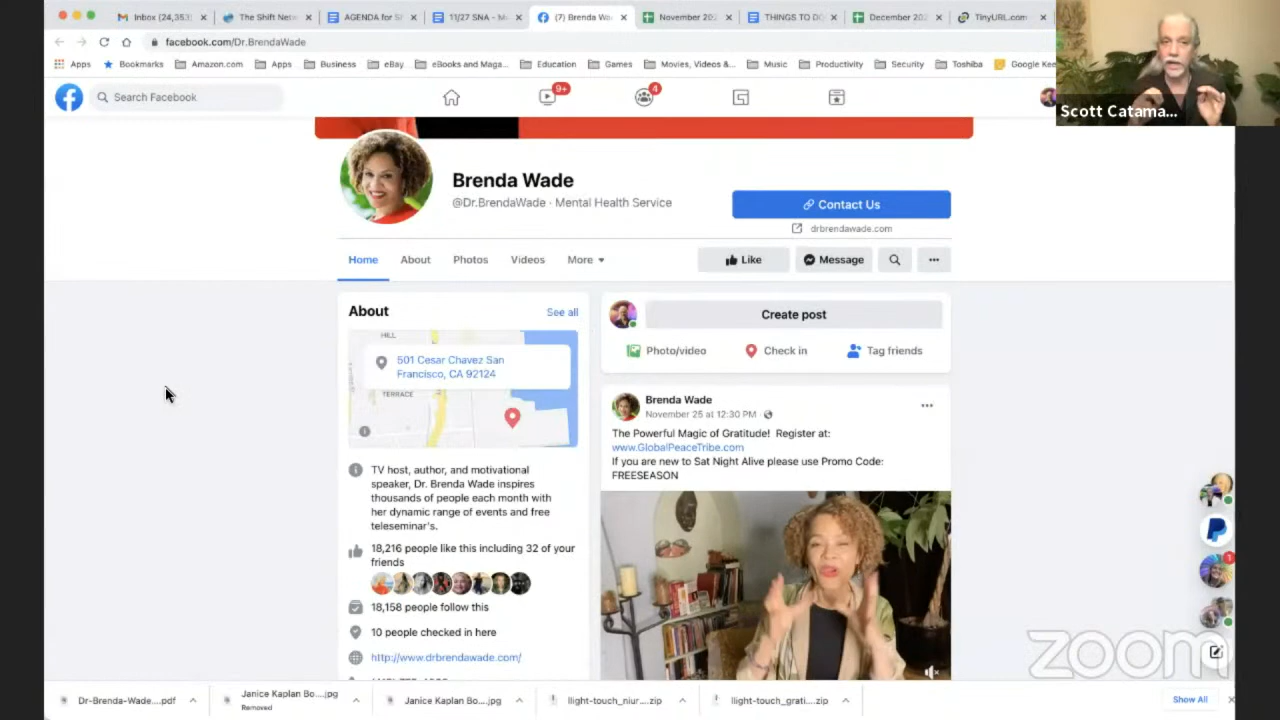 Inbox (24,353)
The Shift Netw
AGENDA for S
11/27 SNA - M
(7) Brenda Wa
November 202
THINGS TO DO
December 202
TinyURL.com
facebook.com/Dr.BrendaWade
Apps
Bookmarks
Amazon.com
Apps
Business
eBay
eBooks and Maga...
Education
Games
Movies, Videos &...
Music
Productivity
Security
Toshiba
Google Kee
Search Facebook
9+
4
Scott Catama...
Brenda Wade
@Dr.BrendaWade · Mental Health Service
Contact Us
drbrendawade.com
Home
About
Photos
Videos
More
Like
Message
...
About
See all
HILL
501 Cesar Chavez San
Francisco, CA 92124
TERRACE
TV host, author, and motivational
speaker, Dr. Brenda Wade inspires
thousands of people each month with
her dynamic range of events and free
teleseminar's.
18,216 people like this including 32 of your
friends
18,158 people follow this
10 people checked in here
http://www.drbrendawade.com/
Create post
Photo/video
Check in
Tag friends
Brenda Wade
November 25 at 12:30 PM ·
...
The Powerful Magic of Gratitude! Register at:
www.GlobalPeaceTribe.com
If you are new to Sat Night Alive please use Promo Code:
FREESEASON
1
zoom
Dr-Brenda-Wade....pdf
Janice Kaplan Bo....jpg
Removed
Janice Kaplan Bo....jpg
light-touch_niur....zip
light-touch_grati....zip
Show All